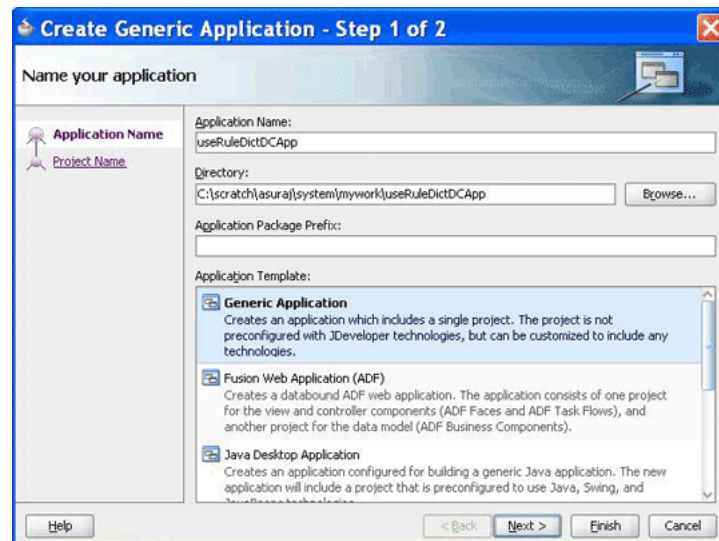 Create Generic Application - Step 1 of 2
Name your application
Application Name
Project Name
Application Name:
useRuleDictDCApp
Directory:
C:\scratch\asuraj\system\mywork\useRuleDictDCApp
Browse...
Application Package Prefix:
Application Template:
Generic Application
Creates an application which includes a single project. The project is not
preconfigured with JDeveloper technologies, but can be customized to include any
technologies.
Fusion Web Application (ADF)
Creates a databound ADF web application. The application consists of one project
for the view and controller components (ADF Faces and ADF Task Flows), and
another project for the data model (ADF Business Components).
Java Desktop Application
Creates an application configured for building a generic Java application. The new
application will include a project that is preconfigured to use Java, Swing, and
Help
< Back
Next >
Finish
Cancel